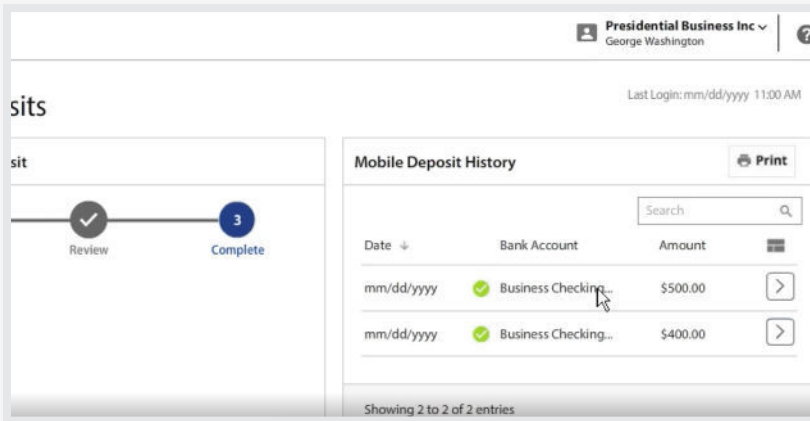 Presidential Business Inc
George Washington
sits
Last Login: mm/dd/yyyy 11:00 AM
sit
3
Review
Complete
Mobile Deposit History
Print
Search
Date
Bank Account
Amount
mm/dd/yyyy
Business Checking...
$500.00
mm/dd/yyyy
Business Checking...
$400.00
Showing 2 to 2 of 2 entries